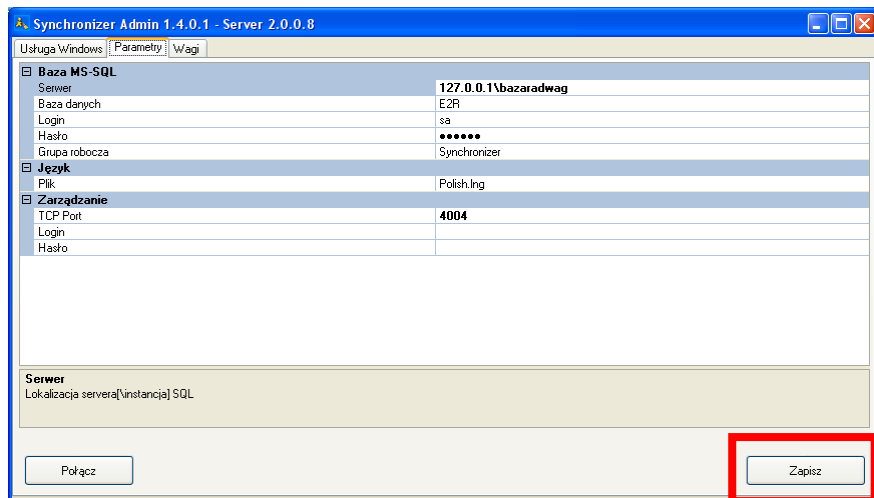 Synchronizer Admin 1.4.0.1 - Server 2.0.0.8
Usługa Windows Parametry Wagi
Baza MS-SQL
Serwer 127.0.0.1\bazaradwag
Baza danych E2R
Login sa
Hasło ●●●●●●
Grupa robocza Synchronizer
Język
Plik Polish.lng
Zarządzanie
TCP Port 4004
Login
Hasło
Serwer
Lokalizacja servera[\instancja] SQL
Połącz Zapisz